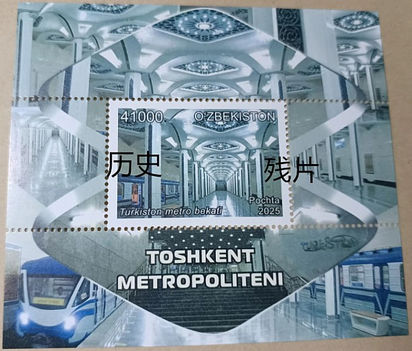 41000 O'ZBEKISTON
历史 残片
Turkiston metro bekati
Pochta
2025
TOSHKENT
METROPOLITENI